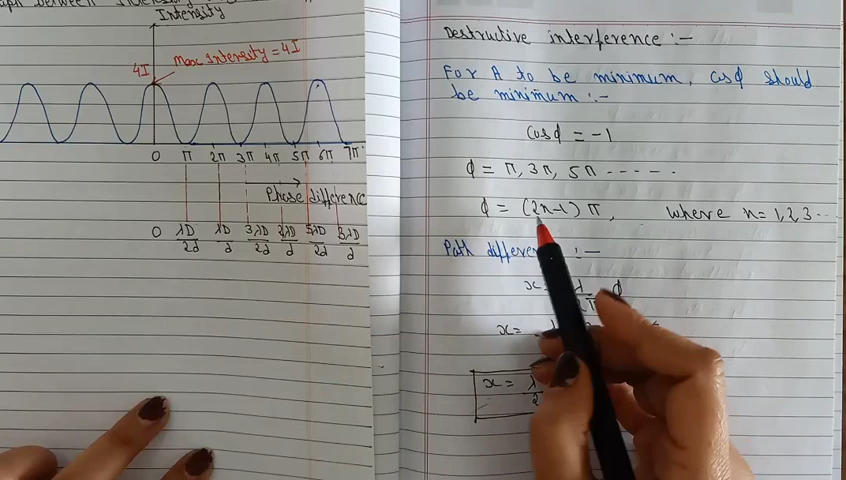 Intensity
Max Intensity = 4I
4I
0 π 2π 3π 4π 5π 6π 7π
Phase difference
0 λD/2d λD/d 3λD/2d 2λD/d 5λD/2d 3λD/d
Destructive interference :-
For A to be minimum, cosϕ should
be minimum :-
cosϕ = -1
ϕ = π, 3π, 5π -----.
ϕ = (2n-1) π, where n = 1,2,3..
Path :-
x = ϕ
x =
x = λ/2